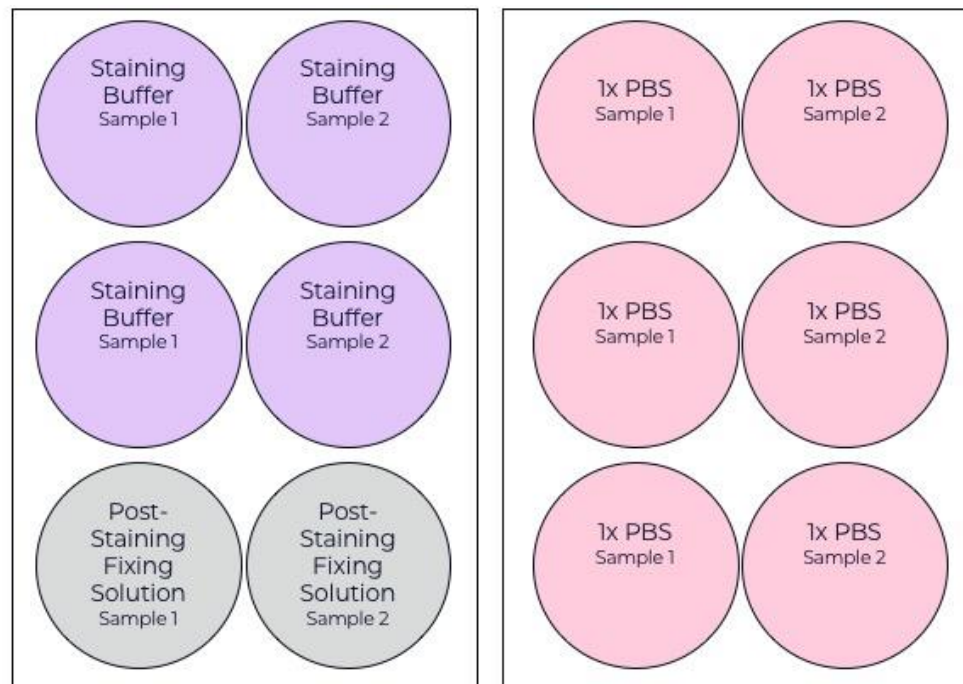 Staining
Buffer
Sample 1
Staining
Buffer
Sample 2
Staining
Buffer
Sample 1
Staining
Buffer
Sample 2
Post-
Staining
Fixing
Solution
Sample 1
Post-
Staining
Fixing
Solution
Sample 2
1x PBS
Sample 1
1x PBS
Sample 2
1x PBS
Sample 1
1x PBS
Sample 2
1x PBS
Sample 1
1x PBS
Sample 2